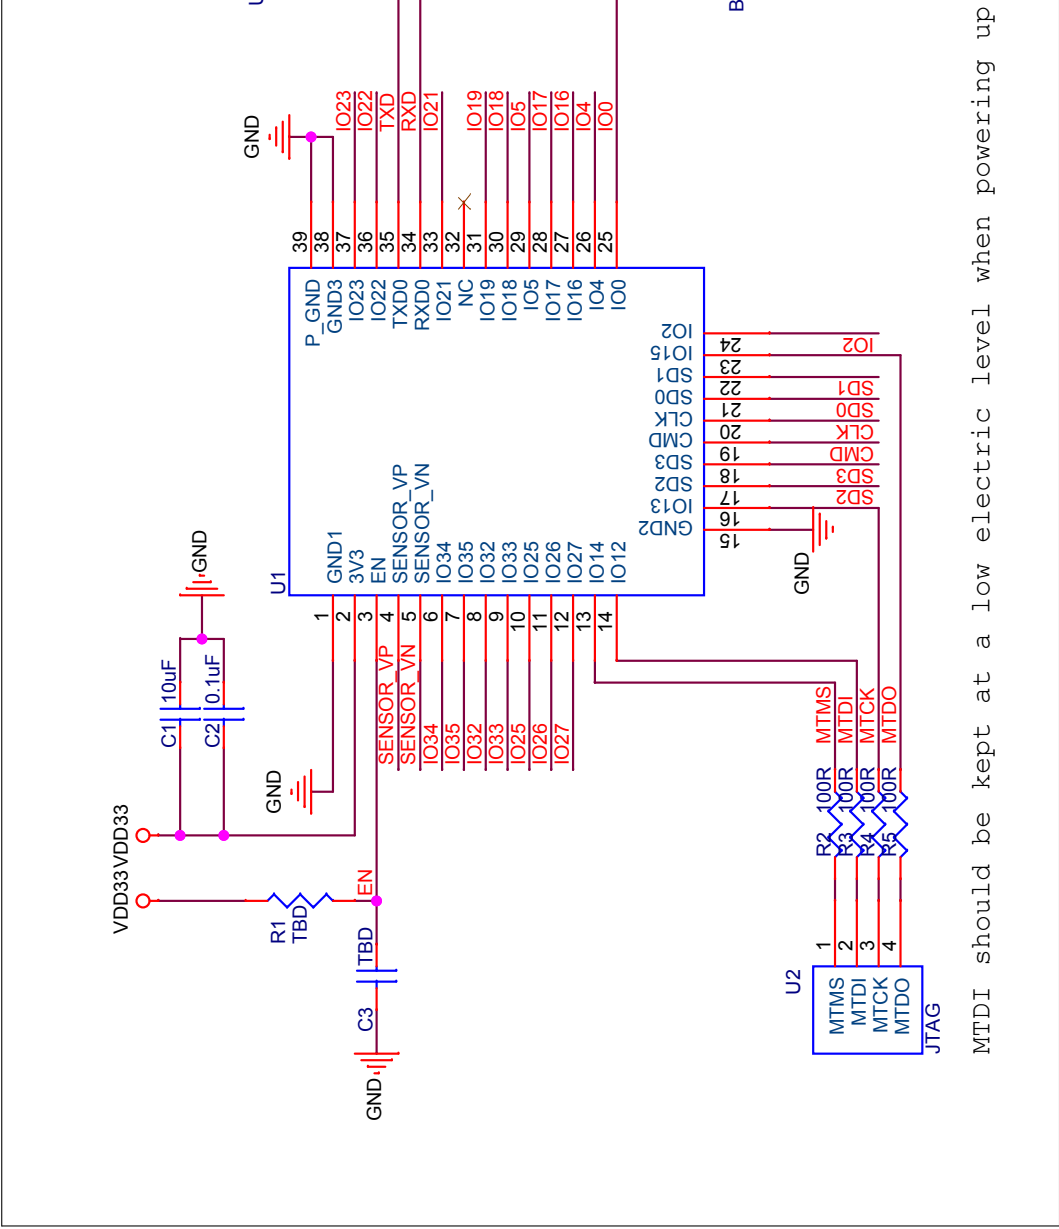 GND
IO23
IO22
TXD
RXD
IO21
IO19
IO18
IO5
IO17
IO16
IO4
IO0
39
38
37
36
35
34
33
32
31
30
29
28
27
26
25
P_GND
GND3
IO23
IO22
TXD0
RXD0
IO21
NC
IO19
IO18
IO5
IO17
IO16
IO4
IO0
IO2
IO15
SD1
SD0
CLK
CMD
SD3
SD2
IO13
GND2
24
23
22
21
20
19
18
17
16
15
IO2
SD1
SD0
CLK
CMD
SD3
SD2
GND
U1
GND1
3V3
EN
SENSOR_VP
SENSOR_VN
IO34
IO35
IO32
IO33
IO25
IO26
IO27
IO14
IO12
1
2
3
4
5
6
7
8
9
10
11
12
13
14
SENSOR_VP
SENSOR_VN
IO34
IO35
IO32
IO33
IO25
IO26
IO27
GND
C1 10uF
C2 0.1uF
GND
VDD33
VDD33
R1
TBD
EN
C3 TBD
GND
MTMS
MTDI
MTCK
MTDO
R2 100R
R3 100R
R4 100R
R5 100R
1
2
3
4
U2
MTMS
MTDI
MTCK
MTDO
JTAG
MTDI should be kept at a low electric level when powering up